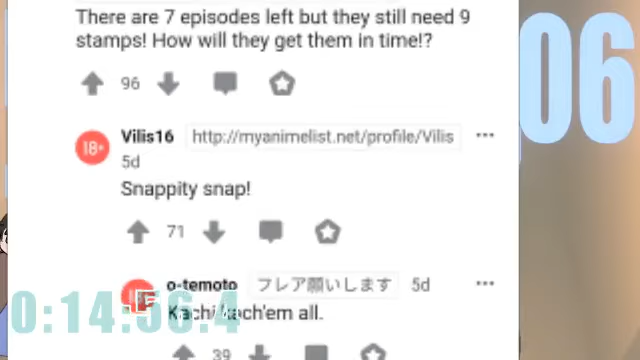 There are 7 episodes left but they still need 9
stamps! How will they get them in time!?
96
06
Vilis16 http://myanimelist.net/profile/Vilis
18+
5d
Snappity snap!
71
o-temoto フレア願いします 5d
0:14:56.4
Kachi kach'em all.
39